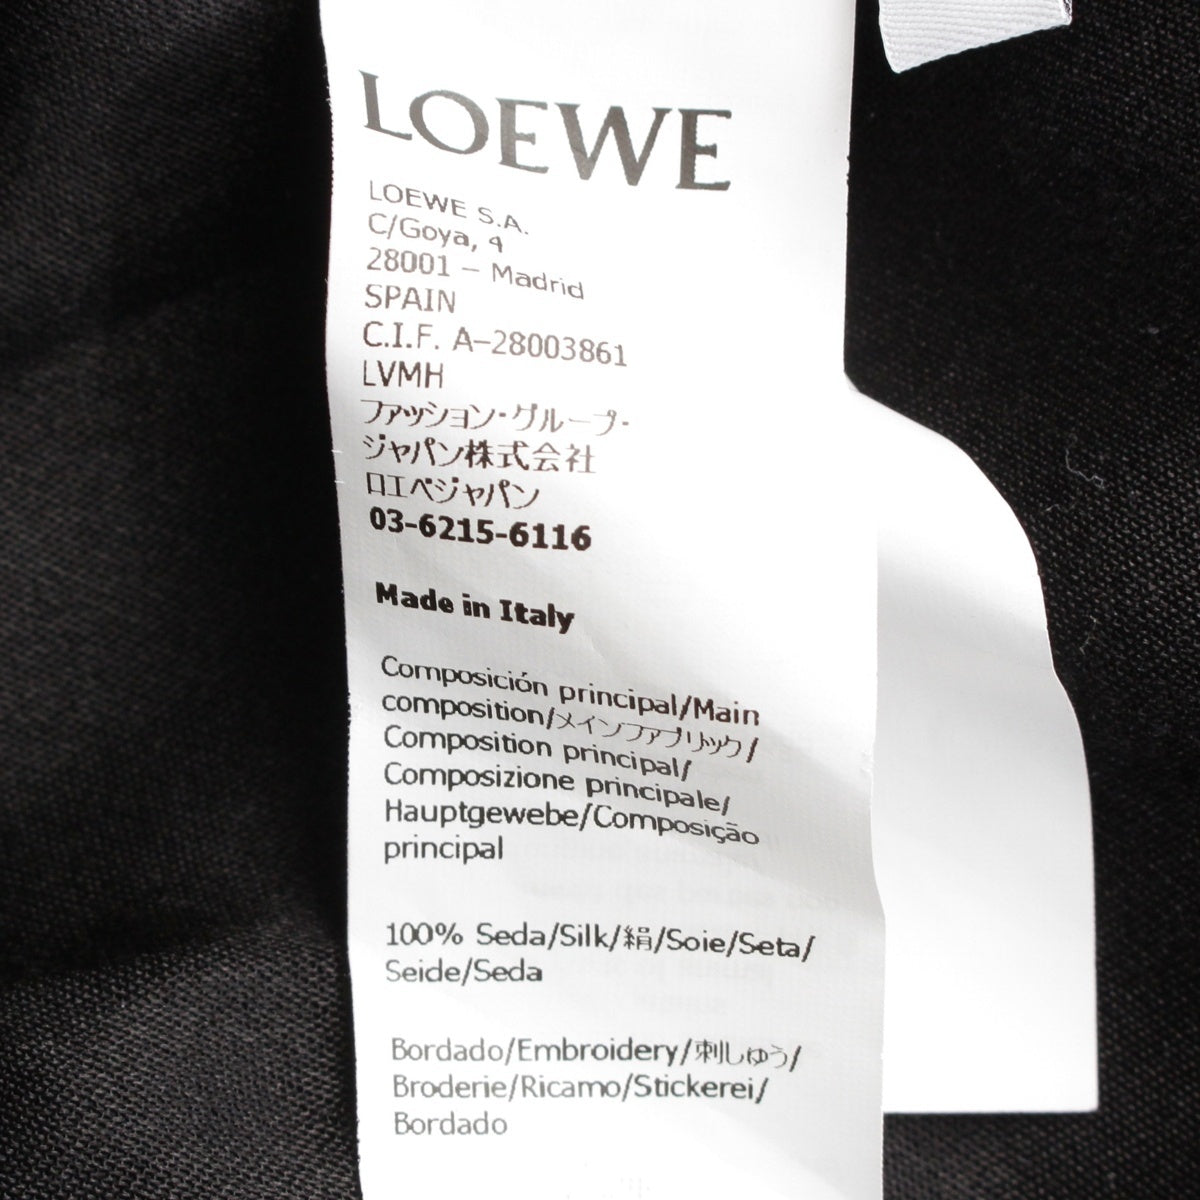 LOEWE
LOEWE S.A.
C/Goya, 4
28001 – Madrid
SPAIN
C.I.F. A-28003861
LVMH
ファッション・グループ・
ジャパン株式会社
ロエベジャパン
03-6215-6116
Made in Italy
Composición principal/Main
composition/メインファブリック/
Composition principal/
Composizione principale/
Hauptgewebe/Composição
principal
100% Seda/Silk/絹/Soie/Seta/
Seide/Seda
Bordado/Embroidery/刺しゅう/
Broderie/Ricamo/Stickerei/
Bordado